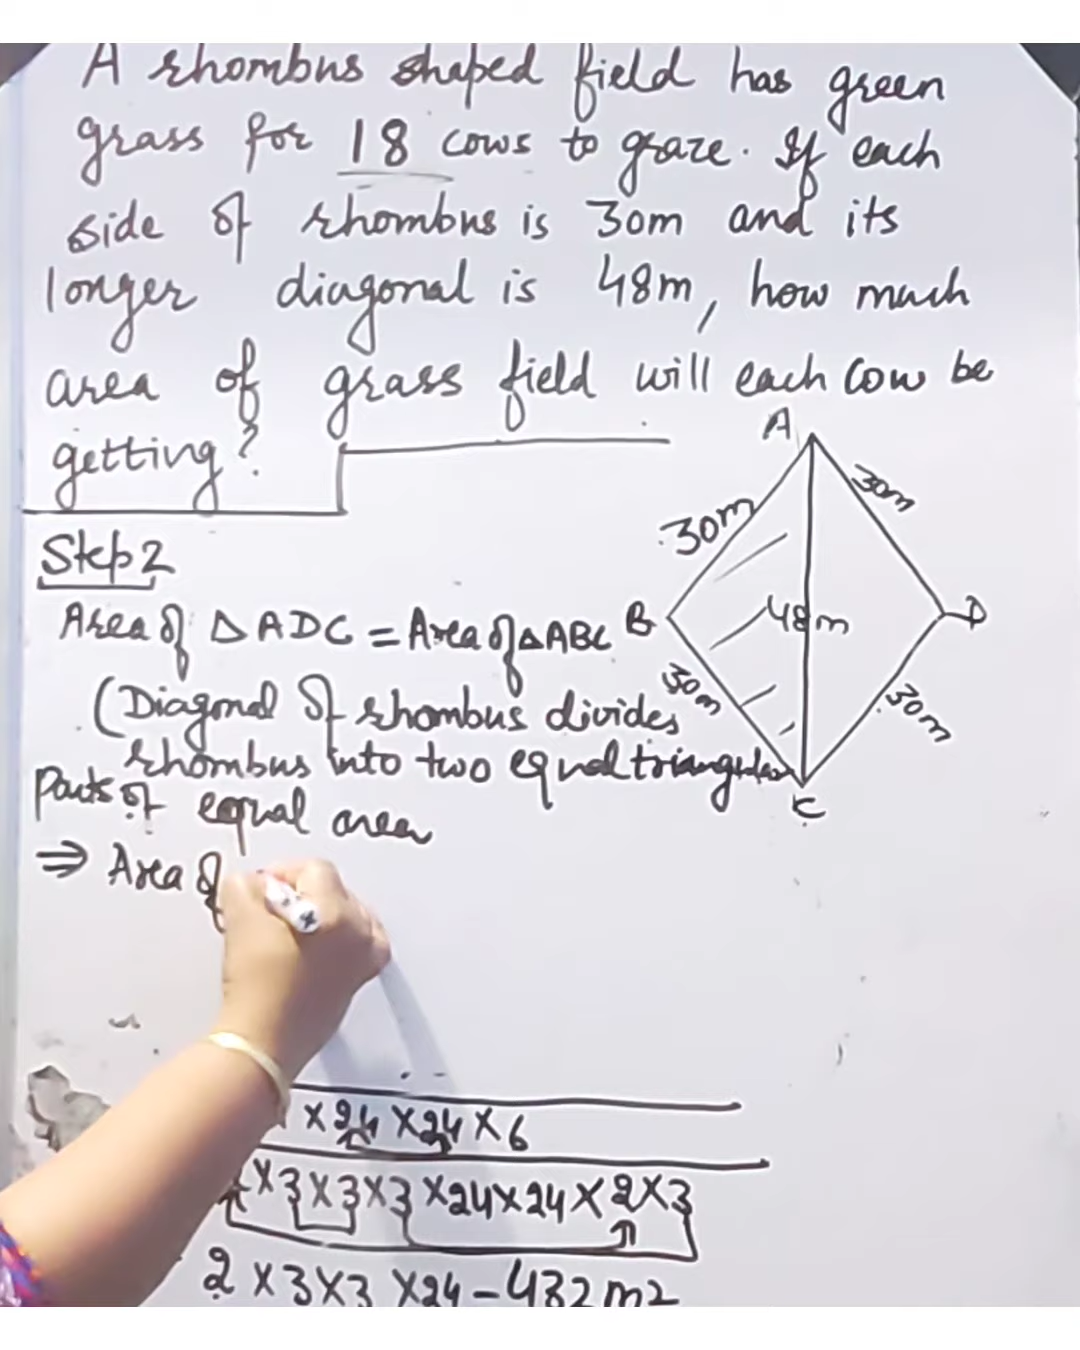 A rhombus shaped field has green
grass for 18 cows to graze. If each
side of rhombus is 30m and its
longer diagonal is 48m, how much
area of grass field will each cow be
getting?
A
30m
30m
B
48m
D
30m
30m
C
Step 2
Area of △ADC = Area of △ABC
(Diagonal of rhombus divides
rhombus into two equal triangular
Parts of equal area
⇒ Area of
×24 ×24 ×6
×3 ×3 ×3 ×24×24×2×3
2 ×3×3 ×24 = 432 m2